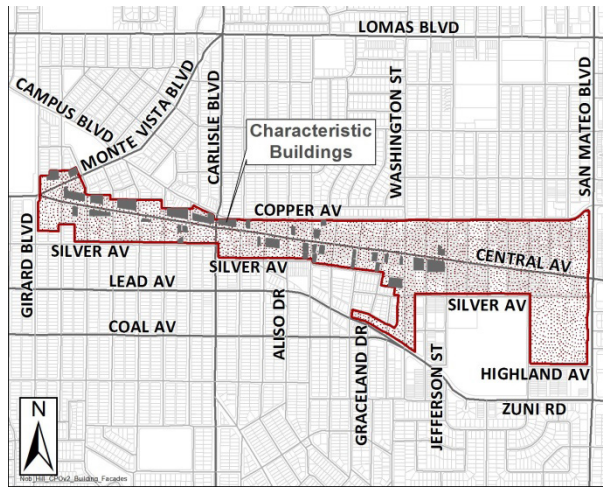 LOMAS BLVD
CAMPUS BLVD
MONTE VISTA BLVD
CARLISLE BLVD
WASHINGTON ST
SAN MATEO BLVD
Characteristic
Buildings
COPPER AV
GIRARD BLVD
SILVER AV
SILVER AV
CENTRAL AV
LEAD AV
SILVER AV
COAL AV
ALISO DR
GRACELAND DR
JEFFERSON ST
HIGHLAND AV
ZUNI RD
N
Nob_Hill_CPOv2_Building_Facades